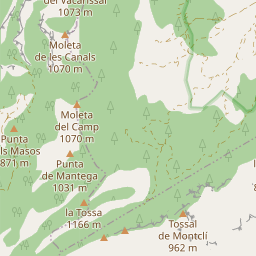 del Vacarissal
1073 m
Moleta
de les Canals
1070 m
Moleta
del Camp
1070 m
Punta
ls Masos
871 m
Punta
de Mantega
1031 m
la Tossa
1166 m
Tossal
de Montclí
962 m